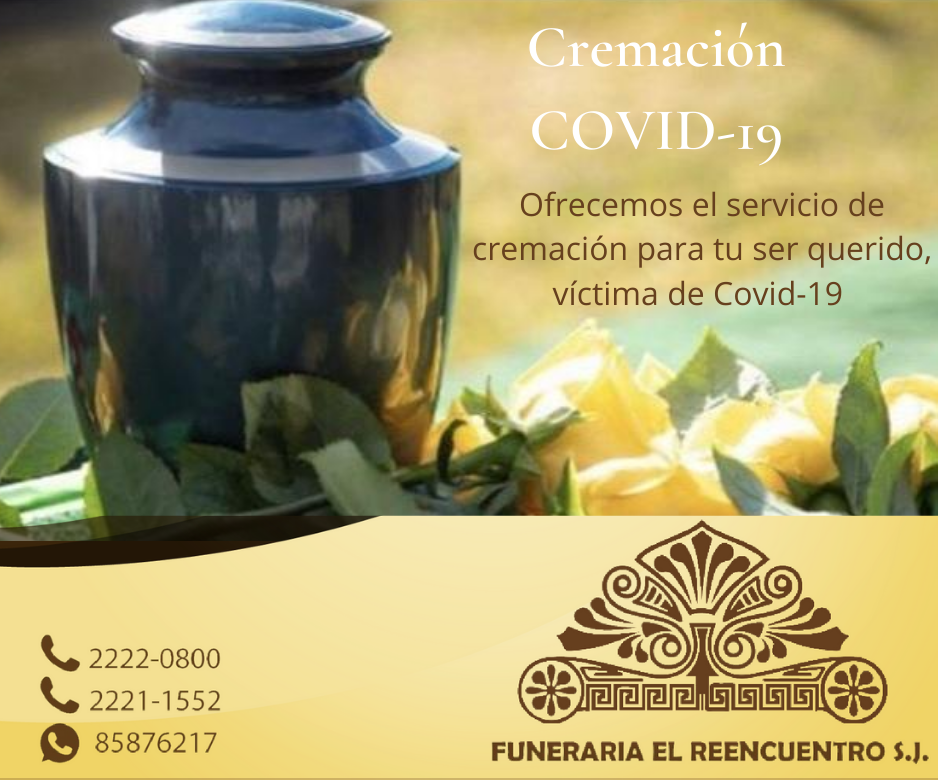 Cremación
COVID-19
Ofrecemos el servicio de
cremación para tu ser querido,
víctima de Covid-19
2222-0800
2221-1552
85876217
FUNERARIA EL REENCUENTRO S.J.